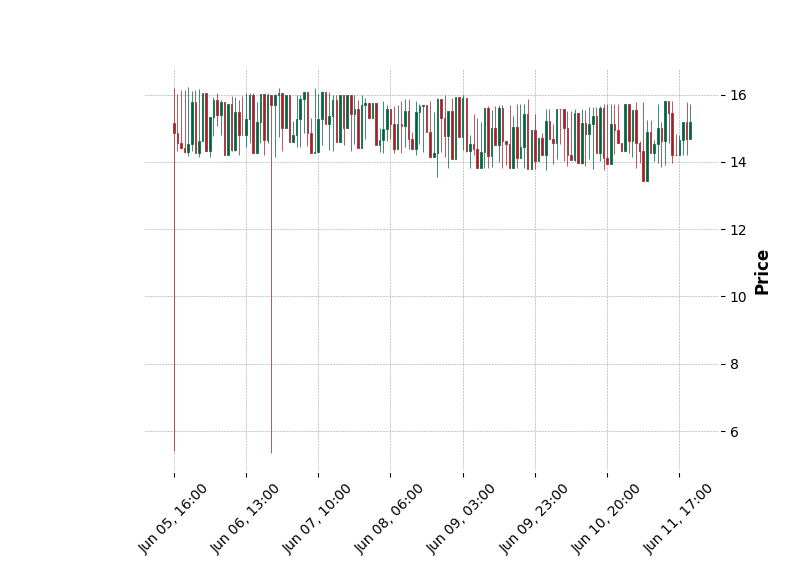 16
14
12
10
8
6
Price
Jun 05, 16:00
Jun 06, 13:00
Jun 07, 10:00
Jun 08, 06:00
Jun 09, 03:00
Jun 09, 23:00
Jun 10, 20:00
Jun 11, 17:00